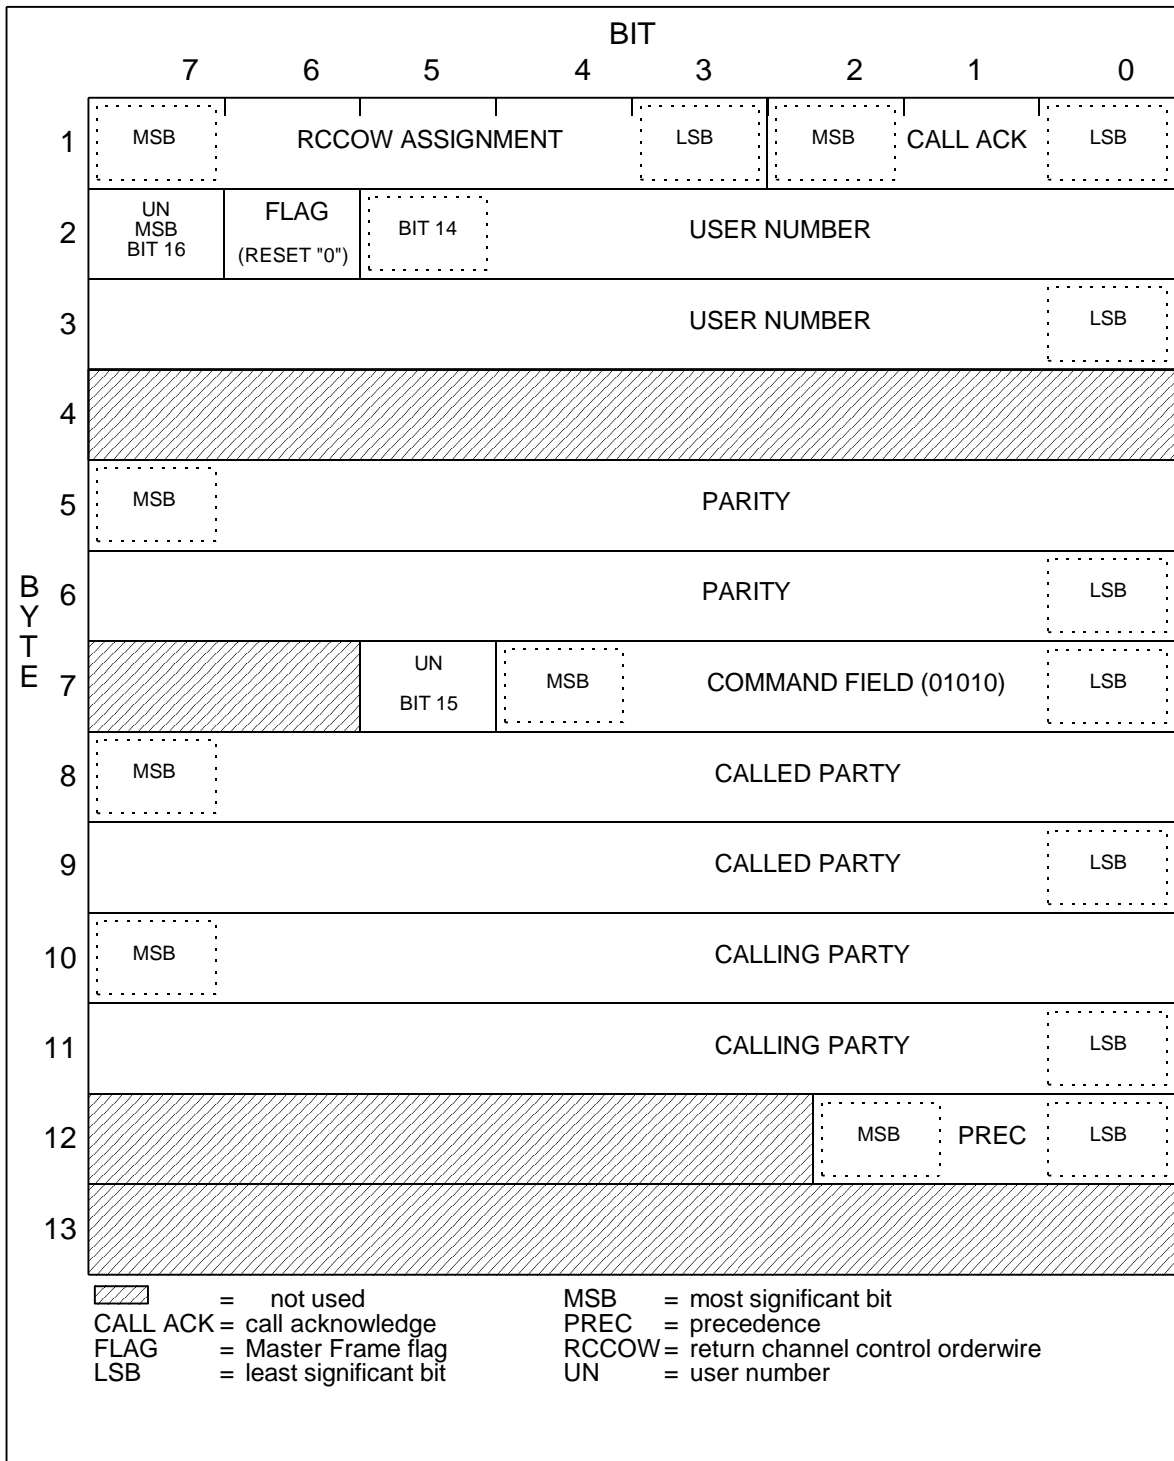 BIT
7 6 5 4 3 2 1 0
1 MSB RCCOW ASSIGNMENT LSB MSB CALL ACK LSB
2 UN MSB BIT 16 FLAG (RESET "0") BIT 14 USER NUMBER
3 USER NUMBER LSB
4
5 MSB PARITY
BYTE
6 PARITY LSB
7 UN BIT 15 MSB COMMAND FIELD (01010) LSB
8 MSB CALLED PARTY
9 CALLED PARTY LSB
10 MSB CALLING PARTY
11 CALLING PARTY LSB
12 MSB PREC LSB
13
= not used
CALL ACK = call acknowledge
FLAG = Master Frame flag
LSB = least significant bit
MSB = most significant bit
PREC = precedence
RCCOW = return channel control orderwire
UN = user number